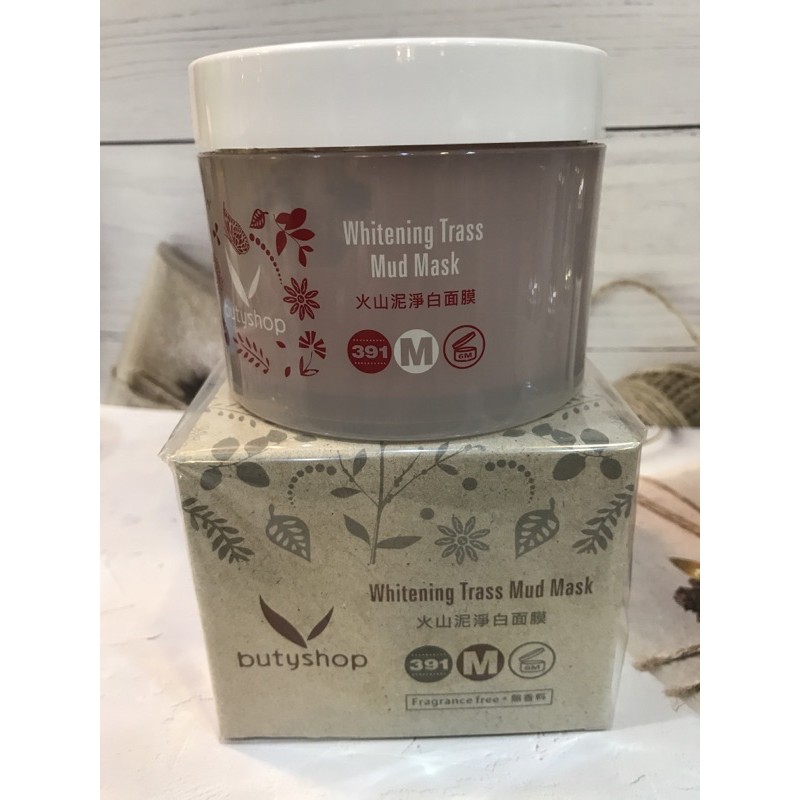 Whitening Trass
Mud Mask
火山泥淨白面膜
butyshop
391 M 6M
Whitening Trass Mud Mask
火山泥淨白面膜
butyshop
391 M 6M
Fragrance free・無香料